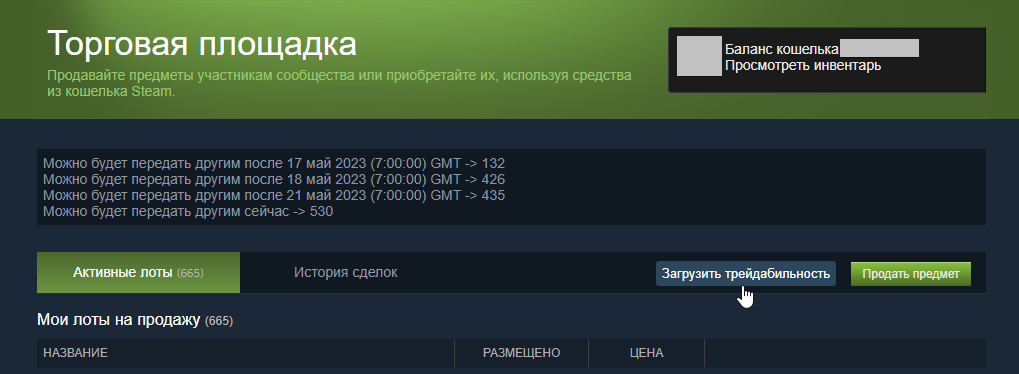 Торговая площадка
Продавайте предметы участникам сообщества или приобретайте их, используя средства
из кошелька Steam.
Баланс кошелька
Просмотреть инвентарь
Можно будет передать другим после 17 май 2023 (7:00:00) GMT -> 132
Можно будет передать другим после 18 май 2023 (7:00:00) GMT -> 426
Можно будет передать другим после 21 май 2023 (7:00:00) GMT -> 435
Можно будет передать другим сейчас -> 530
Активные лоты (665) История сделок Загрузить трейдабильность Продать предмет
Мои лоты на продажу (665)
НАЗВАНИЕ РАЗМЕЩЕНО ЦЕНА